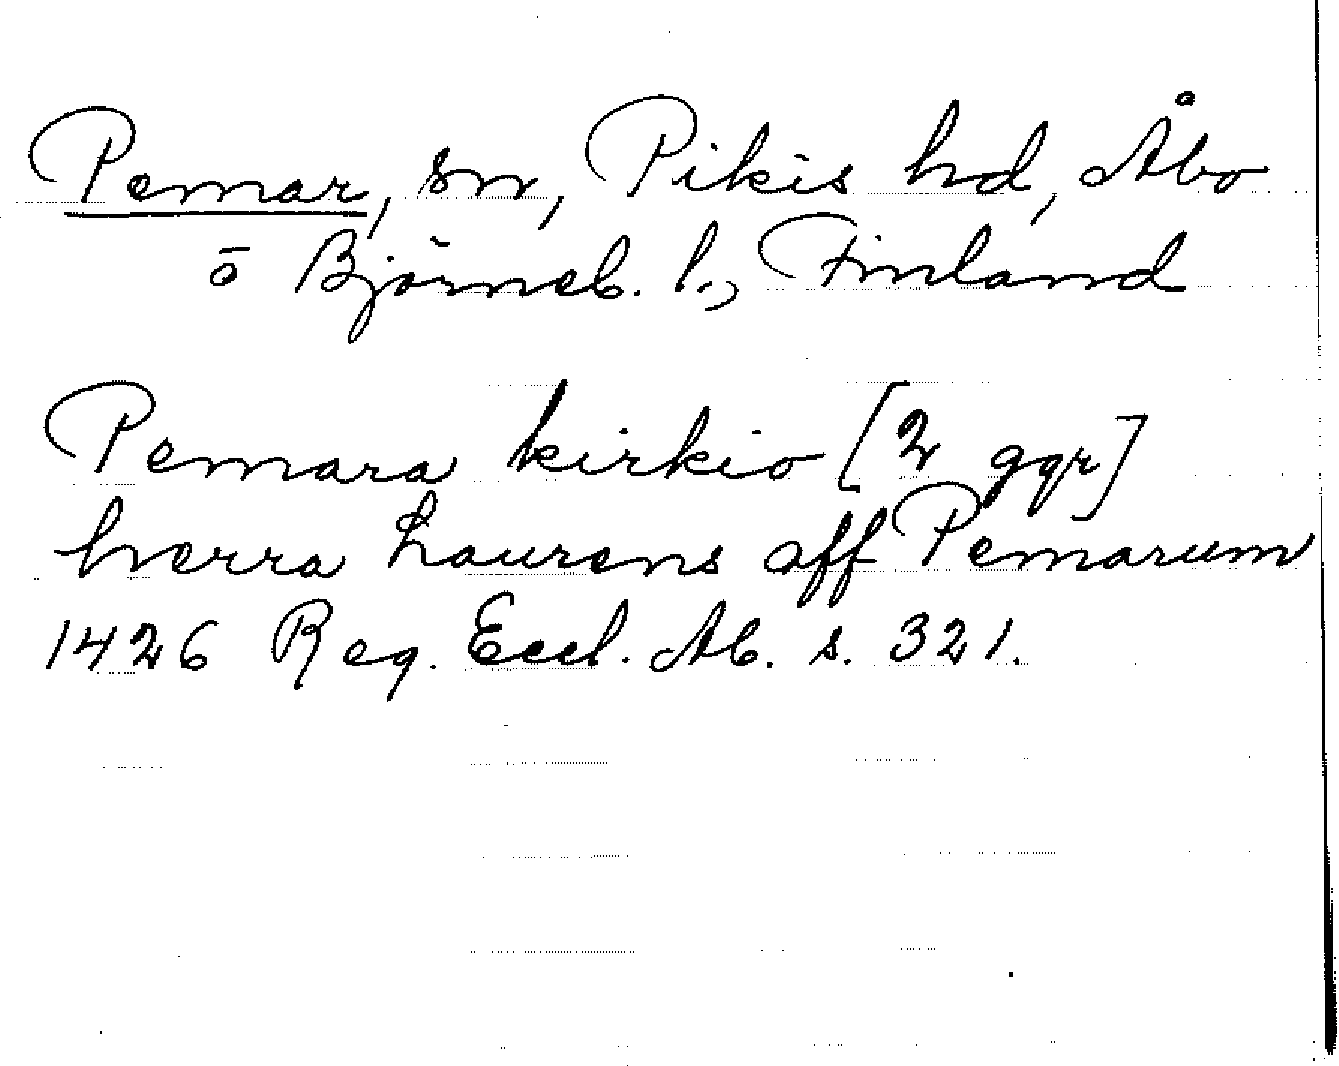 Pemar, sn, Pikis hd, Åbo
ō Björneb. l., Finland
Pemara kirkio [2 ggr]
herra Laurens aff Pemarum
1426 Reg. Eccl. Ab. s. 321.